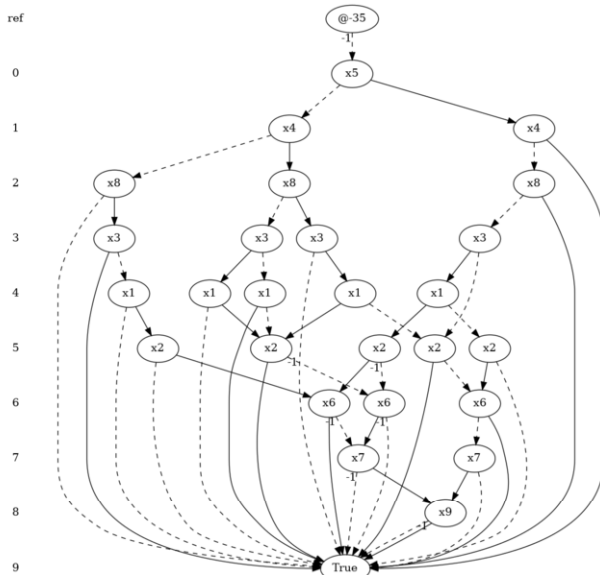 ref @-35
-1
0 x5
1 x4 x4
2 x8 x8 x8
3 x3 x3 x3 x3
4 x1 x1 x1 x1 x1
5 x2 x2 x2 x2 x2
-1 -1
6 x6 x6 x6
-1 -1
7 x7 x7
-1
8 x9
-1
9 True